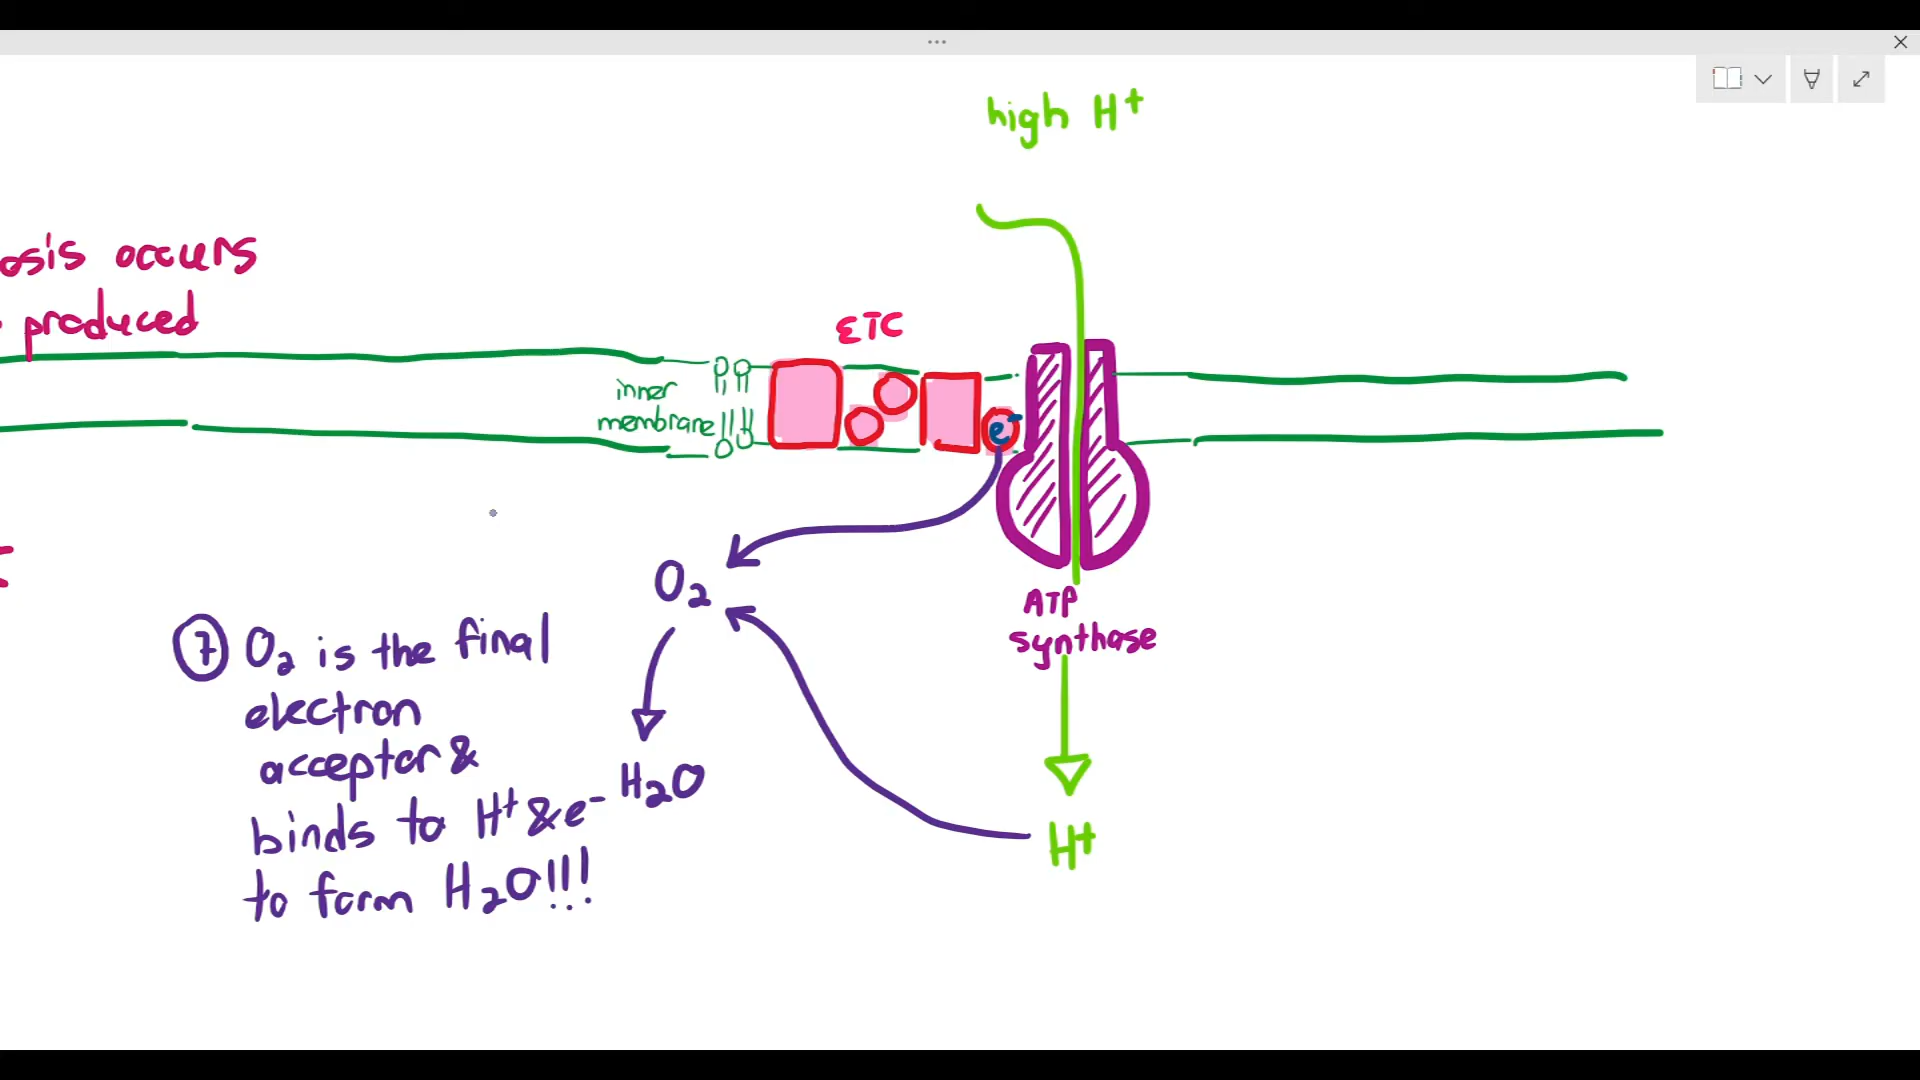 high H⁺
osis occurs
produced
ETC
inner
membrane
e⁻
O₂
ATP
synthase
⑦ O₂ is the final
electron
acceptor &
binds to H⁺ & e⁻
to form H₂O!!!
H₂O
H⁺